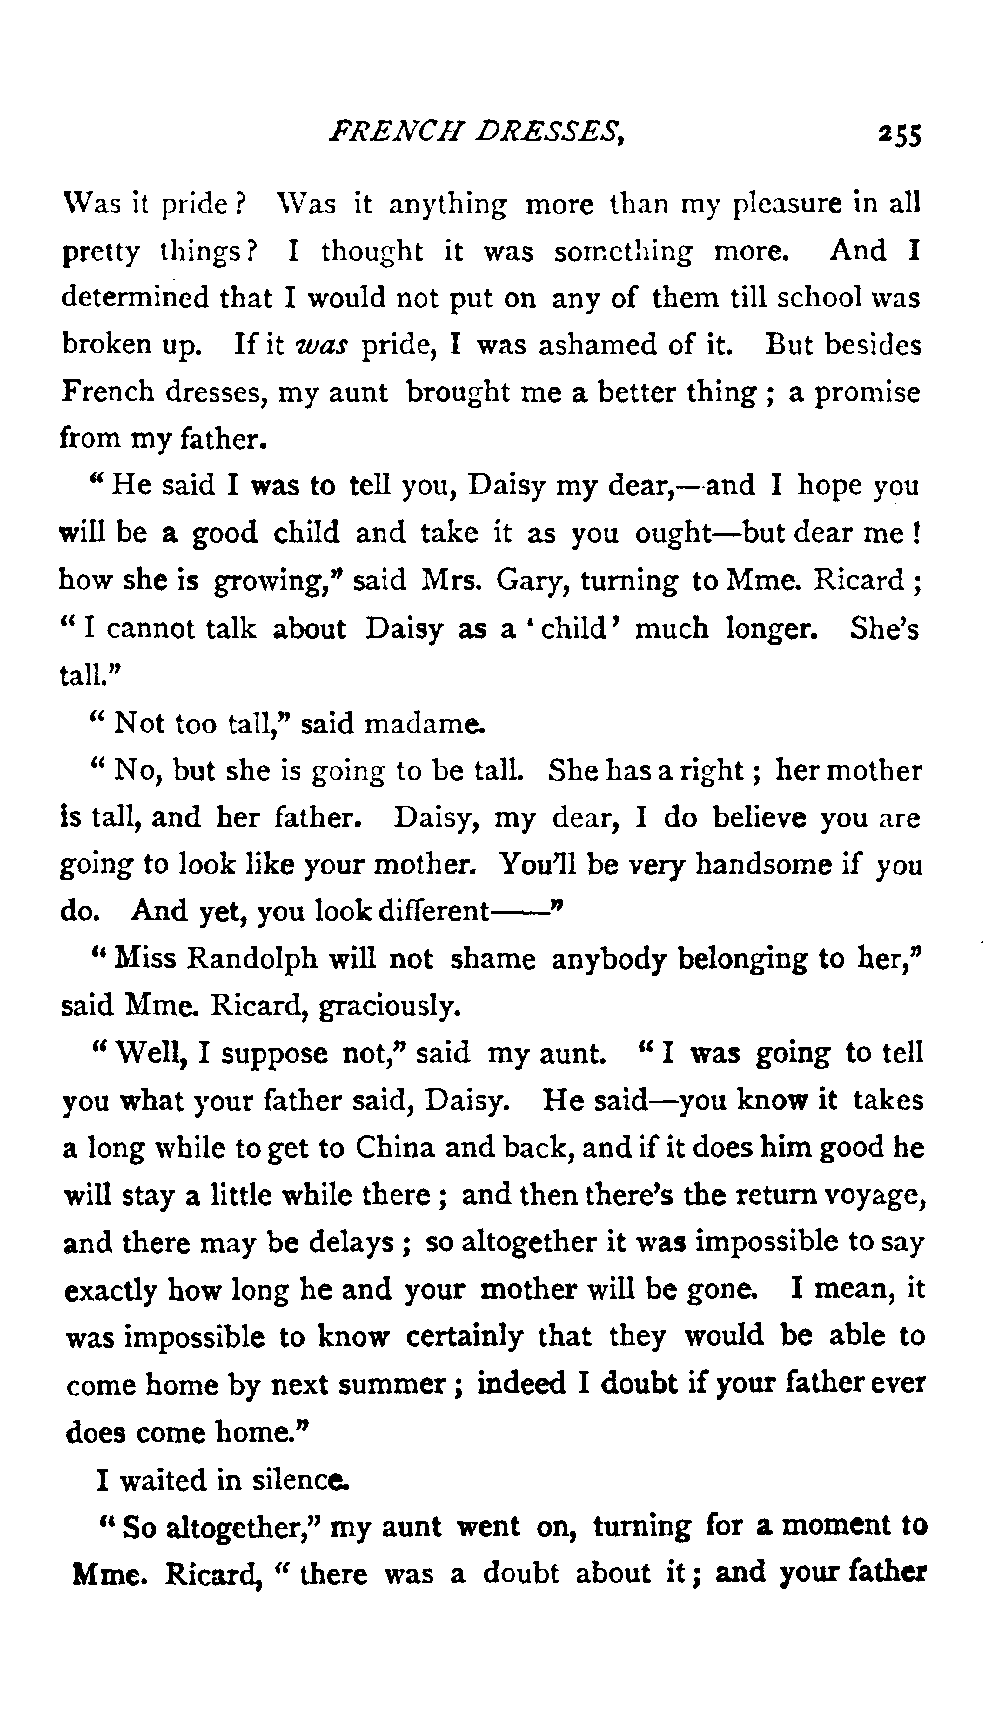 FRENCH DRESSES, 255
Was it pride ? Was it anything more than my pleasure in all
pretty things ? I thought it was something more. And I
determined that I would not put on any of them till school was
broken up. If it was pride, I was ashamed of it. But besides
French dresses, my aunt brought me a better thing ; a promise
from my father.
“ He said I was to tell you, Daisy my dear,—and I hope you
will be a good child and take it as you ought—but dear me !
how she is growing,” said Mrs. Gary, turning to Mme. Ricard ;
“ I cannot talk about Daisy as a ‘ child’ much longer. She’s
tall.”
“ Not too tall,” said madame.
“ No, but she is going to be tall. She has a right ; her mother
is tall, and her father. Daisy, my dear, I do believe you are
going to look like your mother. You’ll be very handsome if you
do. And yet, you look different——”
“ Miss Randolph will not shame anybody belonging to her,”
said Mme. Ricard, graciously.
“ Well, I suppose not,” said my aunt. “ I was going to tell
you what your father said, Daisy. He said—you know it takes
a long while to get to China and back, and if it does him good he
will stay a little while there ; and then there’s the return voyage,
and there may be delays ; so altogether it was impossible to say
exactly how long he and your mother will be gone. I mean, it
was impossible to know certainly that they would be able to
come home by next summer ; indeed I doubt if your father ever
does come home.”
I waited in silence.
“ So altogether,” my aunt went on, turning for a moment to
Mme. Ricard, “ there was a doubt about it ; and your father